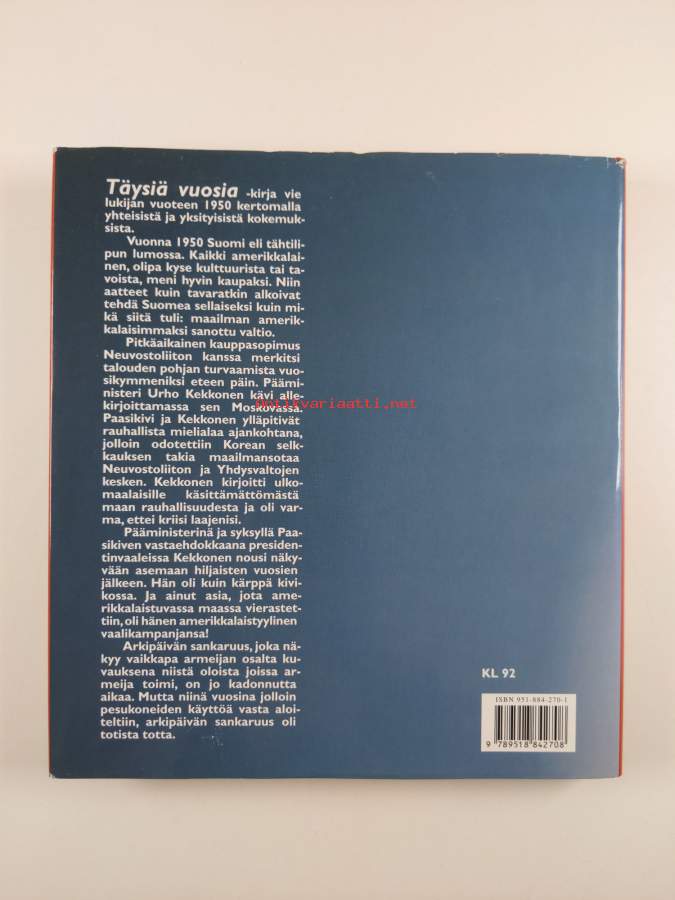 Täysiä vuosia -kirja vie
lukijan vuoteen 1950 kertomalla
yhteisistä ja yksityisistä kokemuk-
sista.
Vuonna 1950 Suomi eli tähtili-
pun lumossa. Kaikki amerikkalai-
nen, olipa kyse kulttuurista tai ta-
voista, meni hyvin kaupaksi. Niin
aatteet kuin tavaratkin alkoivat
tehdä Suomea sellaiseksi kuin mi-
kä siitä tuli: maailman amerik-
kalaisimmaksi sanottu valtio.
Pitkäaikainen kauppasopimus
Neuvostoliiton kanssa merkitsi
talouden pohjan turvaamista vuo-
sikymmeniksi eteen päin. Päämi-
nisteri Urho Kekkonen kävi alle-
kirjoittamassa sen Moskovassa.
Paasikivi ja Kekkonen ylläpitivät
rauhallista mielialaa ajankohtana,
jolloin odotettiin Korean selk-
kauksen takia maailmansotaa
Neuvostoliiton ja Yhdysvaltojen
kesken. Kekkonen kirjoitti ulko-
maalaisille käsittämättömästä
maan rauhallisuudesta ja oli var-
ma, ettei kriisi laajenisi.
Pääministerinä ja syksyllä Paa-
sikiven vastaehdokkaana presiden-
tinvaaleissa Kekkonen nousi näky-
vään asemaan hiljaisten vuosien
jälkeen. Hän oli kuin kärppä kivi-
kossa. Ja ainut asia, jota ame-
rikkalaistuvassa maassa vierastet-
tiin, oli hänen amerikkalaistyylinen
vaalikampanjansa!
Arkipäivän sankaruus, joka nä-
kyy vaikkapa armeijan osalta ku-
vauksena niistä oloista joissa ar-
meija toimi, on jo kadonnutta
aikaa. Mutta niinä vuosina jolloin
pesukoneiden käyttöä vasta aloi-
teltiin, arkipäivän sankaruus oli
totista totta.
Antikvariaatti.net
KL 92
ISBN 951-884-270-1
9 789518 842708